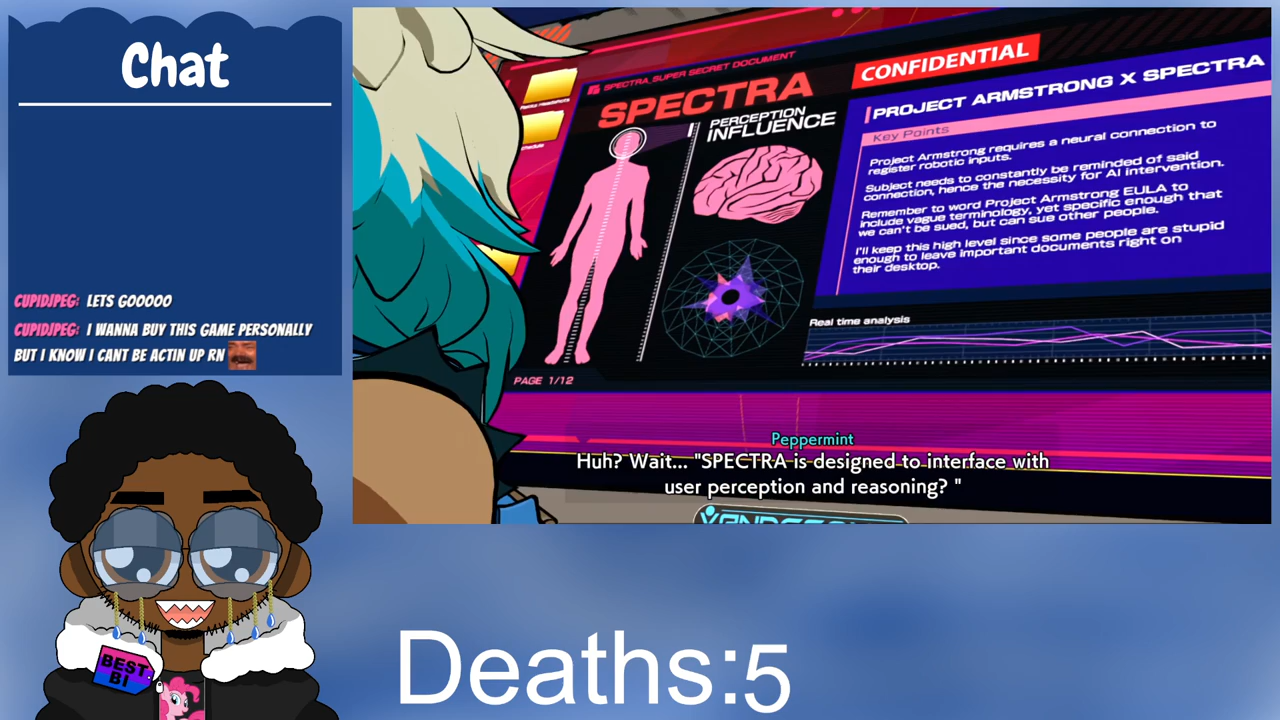 Chat
CUPIDJPEG: LETS GOOOOO
CUPIDJPEG: I WANNA BUY THIS GAME PERSONALLY
BUT I KNOW I CANT BE ACTIN UP RN
SPECTRA_SUPER SECRET DOCUMENT
SPECTRA
PERCEPTION
INFLUENCE
CONFIDENTIAL
PROJECT ARMSTRONG X SPECTRA
Key Points
Project Armstrong requires a neural connection to
register robotic inputs.
Subject needs to constantly be reminded of said
connection, hence the necessity for AI intervention.
Remember to word Project Armstrong EULA to
include vague terminology, yet specific enough that
we can't be sued, but can sue other people.
I'll keep this high level since some people are stupid
enough to leave important documents right on
their desktop.
Real time analysis
PAGE 1/12
Peppermint
Huh? Wait... "SPECTRA is designed to interface with
user perception and reasoning? "
BEST
BI
Deaths:5